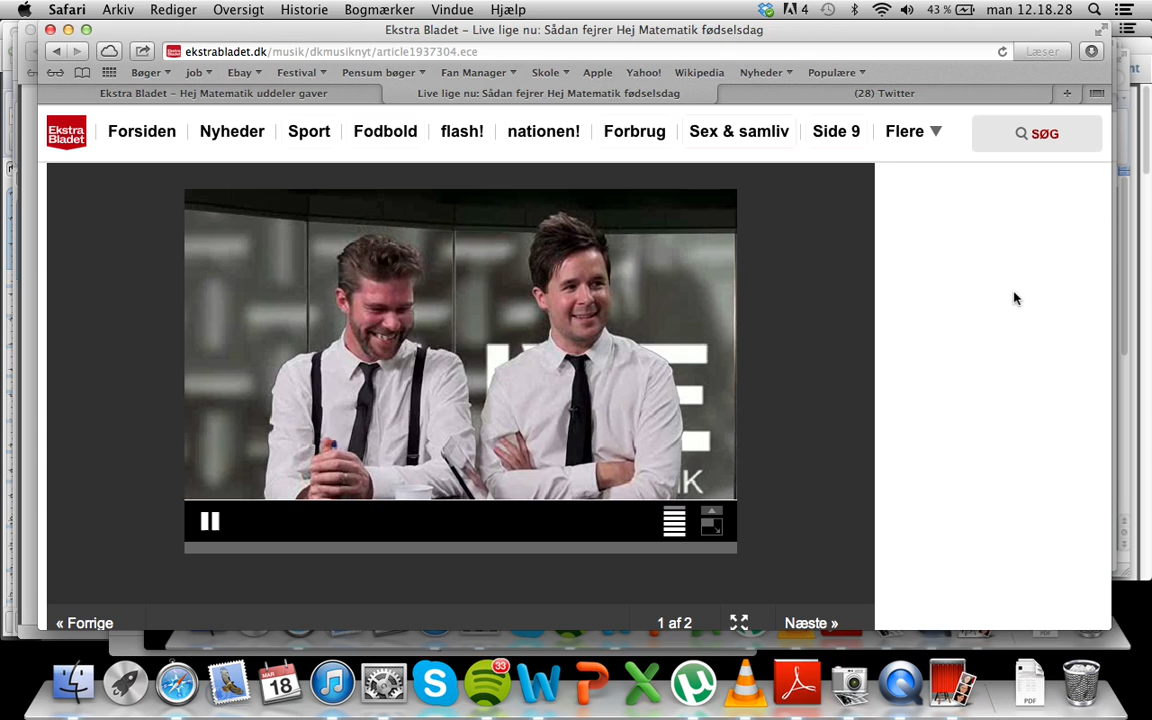 Safari Arkiv Rediger Oversigt Historie Bogmærker Vindue Hjælp 4 43 % man 12.18.28
Ekstra Bladet – Live lige nu: Sådan fejrer Hej Matematik fødselsdag
ekstrabladet.dk/musik/dkmusiknyt/article1937304.ece Læser
Bøger job Ebay Festival Pensum bøger Fan Manager Skole Apple Yahoo! Wikipedia Nyheder Populære
Ekstra Bladet – Hej Matematik uddeler gaver Live lige nu: Sådan fejrer Hej Matematik fødselsdag (28) Twitter
Ekstra Bladet Forsiden Nyheder Sport Fodbold flash! nationen! Forbrug Sex & samliv Side 9 Flere SØG
« Forrige 1 af 2 Næste »
33
MAR
18
PDF